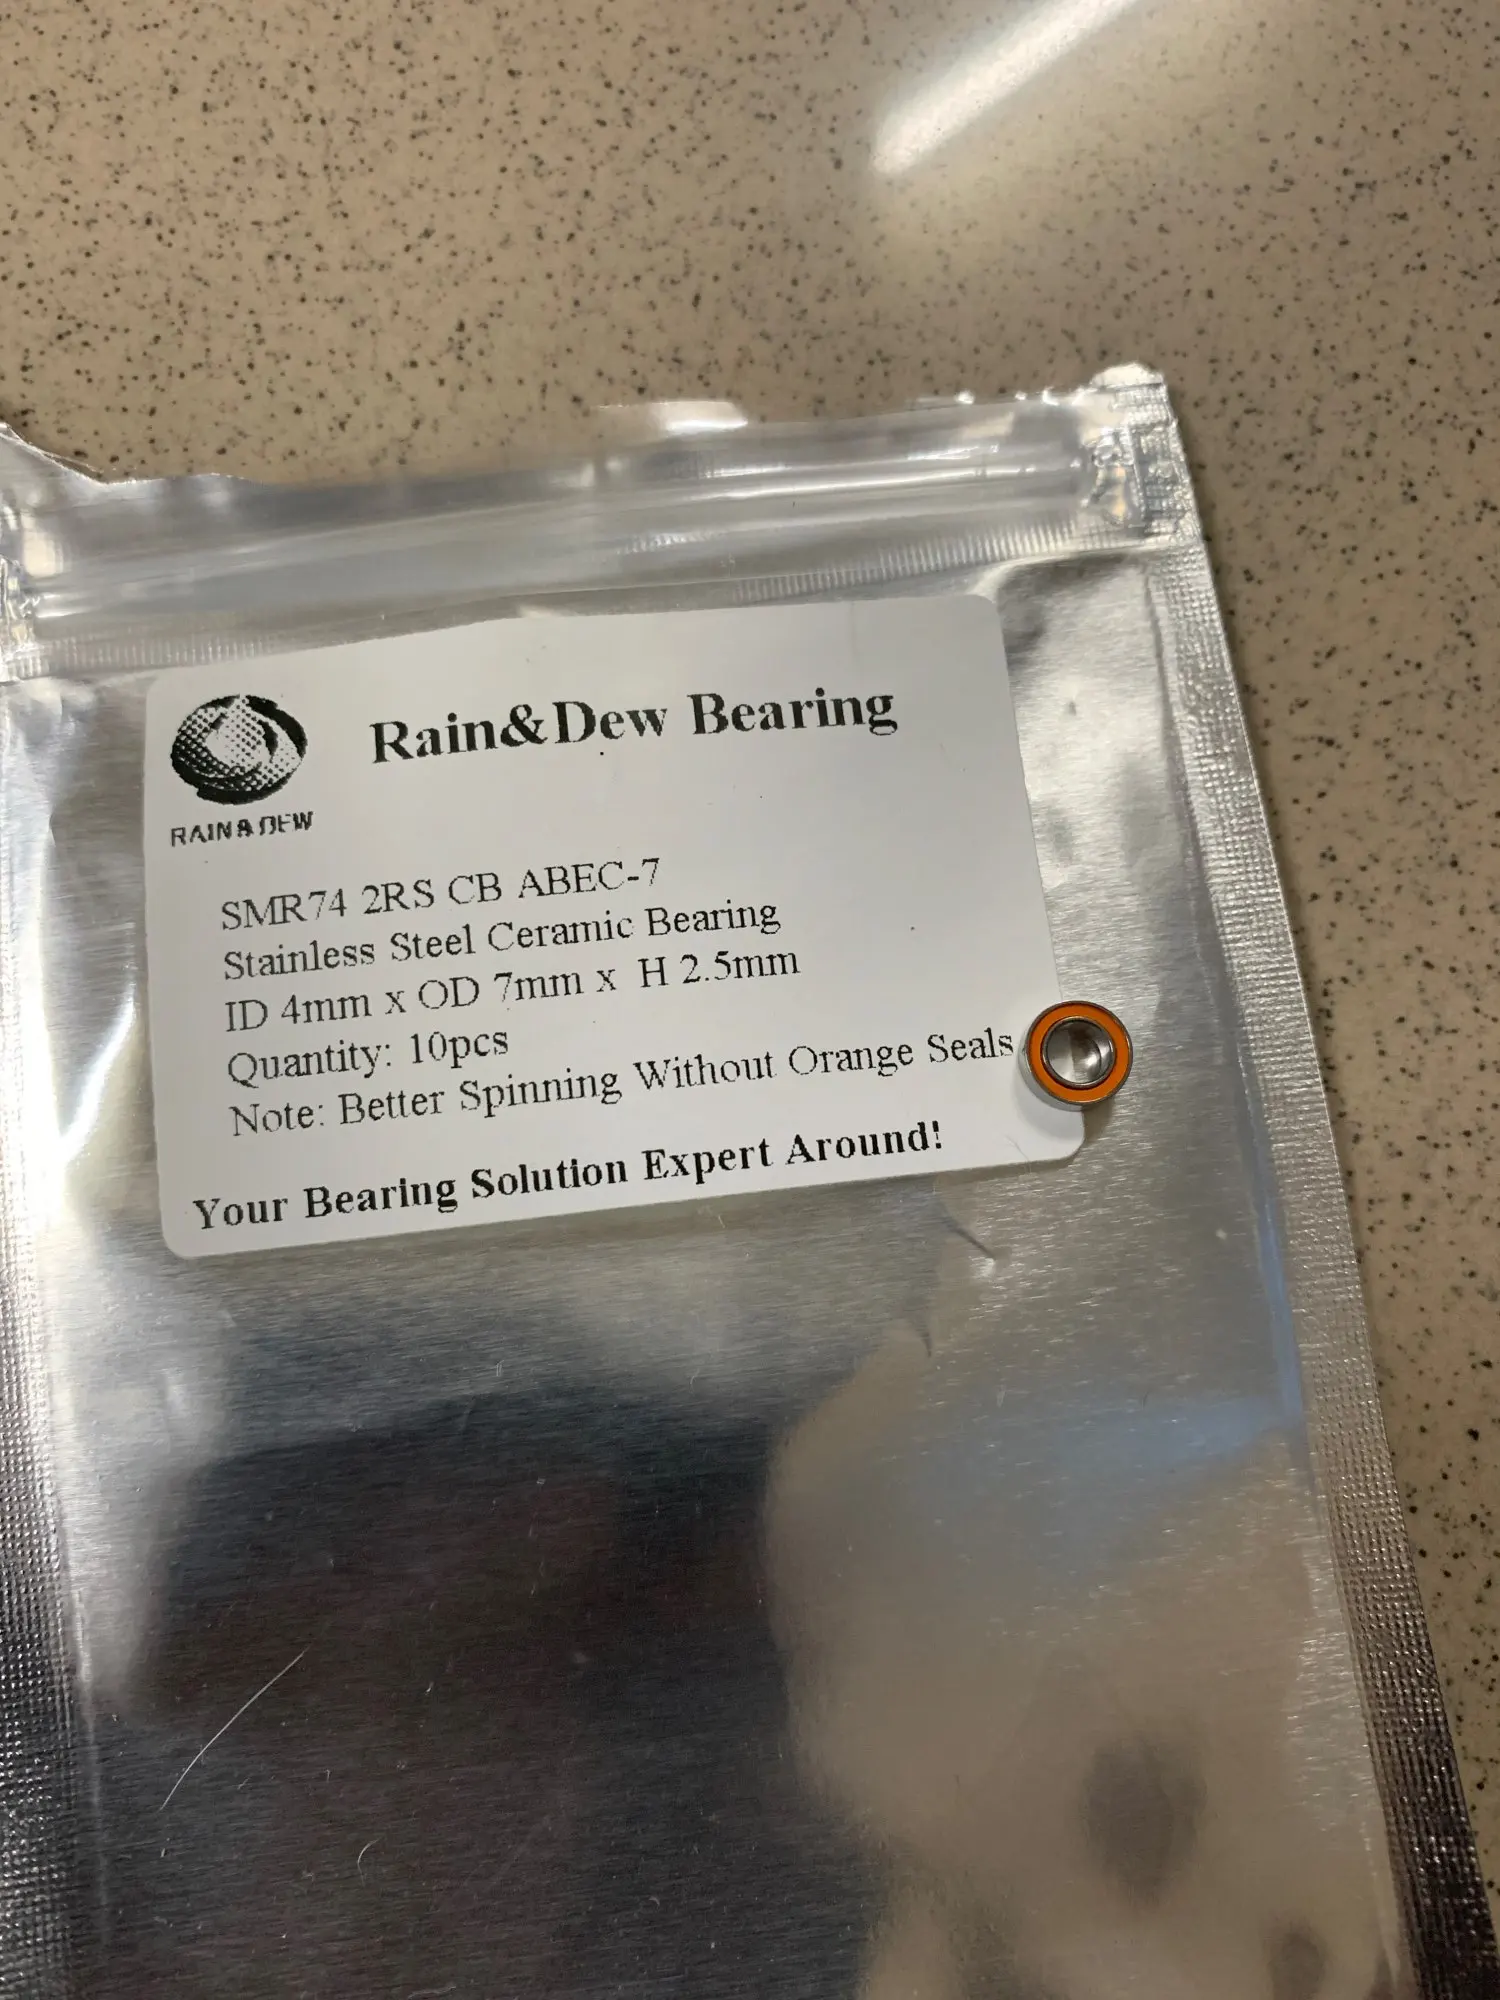 Rain&Dew Bearing
RAIN & DEW
SMR74 2RS CB ABEC-7
Stainless Steel Ceramic Bearing
ID 4mm x OD 7mm x H 2.5mm
Quantity: 10pcs
Note: Better Spinning Without Orange Seals
Your Bearing Solution Expert Around!